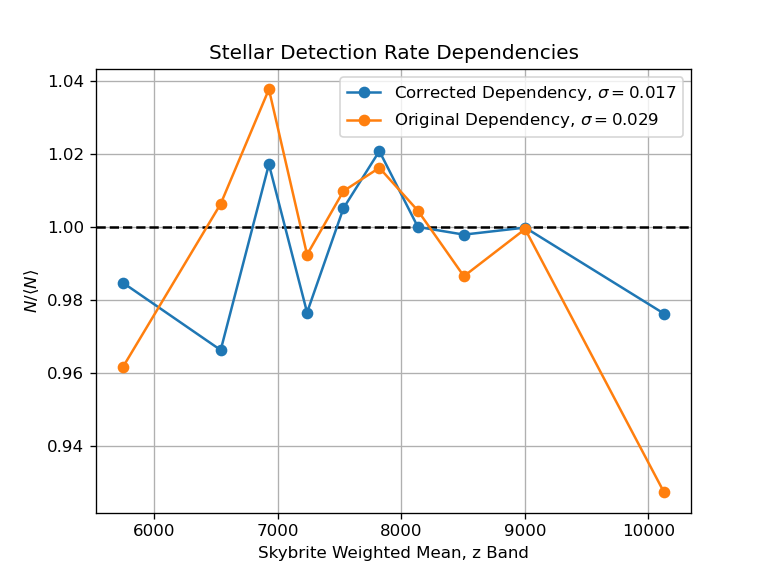 Stellar Detection Rate Dependencies
Corrected Dependency, σ = 0.017
Original Dependency, σ = 0.029
N/⟨N⟩
1.04
1.02
1.00
0.98
0.96
0.94
6000 7000 8000 9000 10000
Skybrite Weighted Mean, z Band